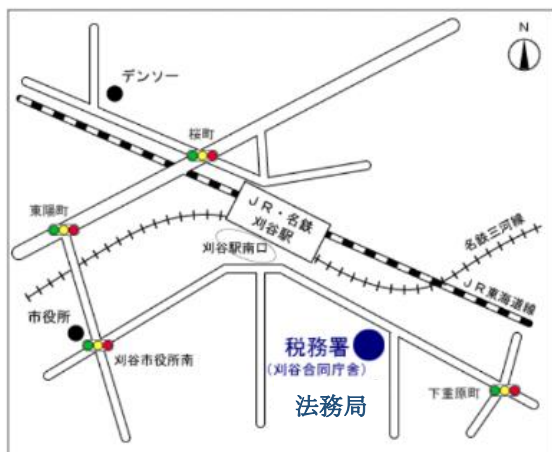 N
デンソー
桜町
東陽町
JR・名鉄
刈谷駅
刈谷駅南口
名鉄三河線
JR東海道線
市役所
刈谷市役所南
税務署
(刈谷合同庁舎)
法務局
下重原町